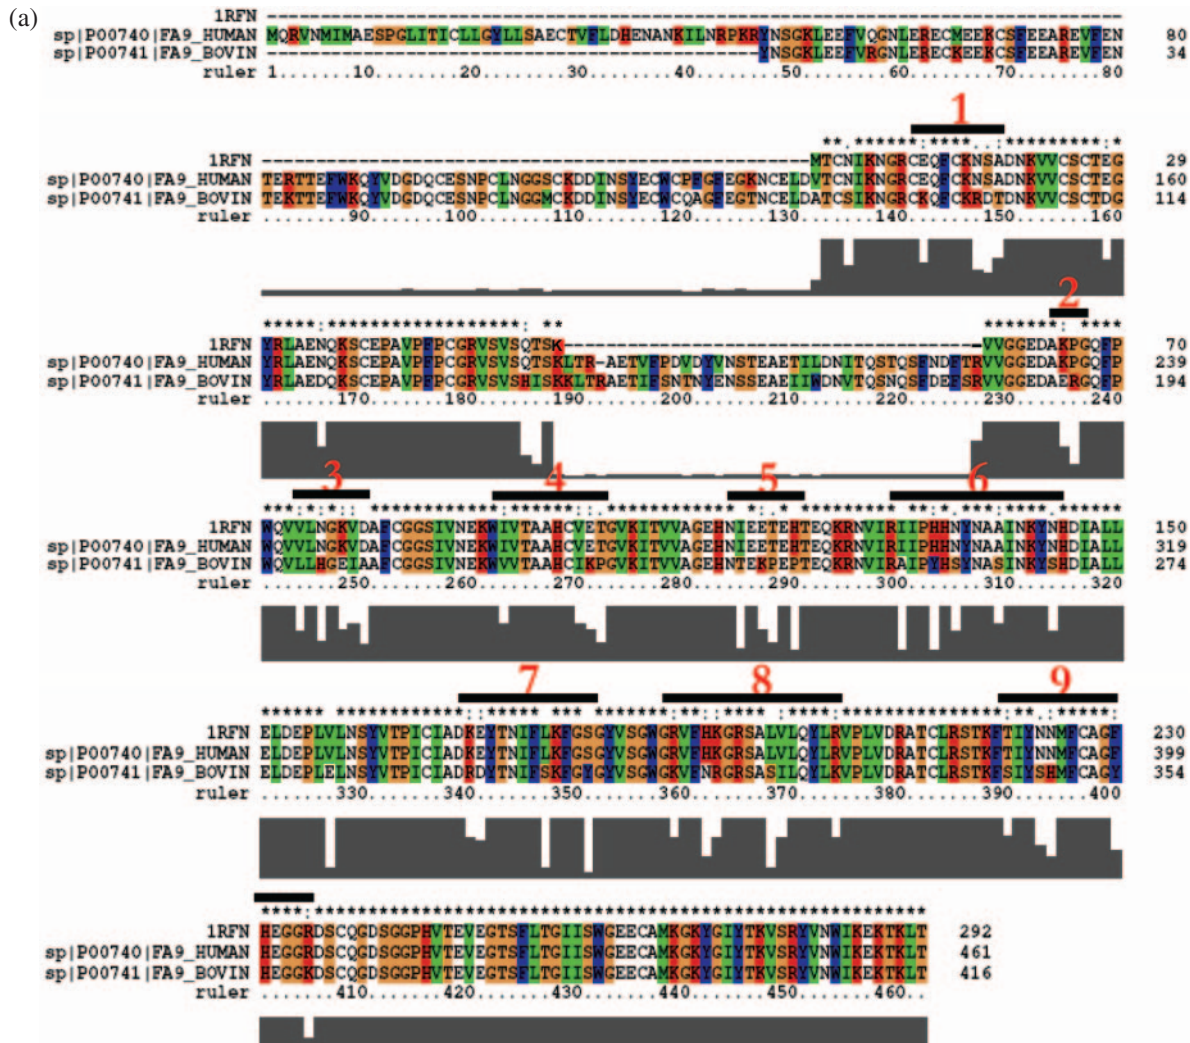 (a)
1RFN --------------------------------------------------------------------------------
sp|P00740|FA9_HUMAN MQRVNMIMAESPGLITICLLGYLLSAECTVFLDHENANKILNRPKRYNSGKLEEFVQGNLERECMEEKCSFEEAREVFEN 80
sp|P00741|FA9_BOVIN ----------------------------------------------YNSGKLEEFVRGNLERECKEEKCSFEEAREVFEN 34
ruler 1.......10........20........30........40........50........60........70........80
1
1RFN ---------------------------------------------------MTCNIKNGRCEQFCKNSADNKVVCSCTEG 29
sp|P00740|FA9_HUMAN TERTTEFWKQYVDGDQCESNPCLNGGSCKDDINSYECWCPFGFEGKNCELDVTCNIKNGRCEQFCKNSADNKVVCSCTEG 160
sp|P00741|FA9_BOVIN TEKTTEFWKQYVDGDQCESNPCLNGGMCKDDINSYECWCQAGFEGTNCELDATCSIKNGRCKQFCKRDTDNKVVCSCTDG 114
ruler ........90.......100.......110.......120.......130.......140.......150.......160
2
1RFN YRLAENQKSCEPAVPFPCGRVSVSQTSK---------------------------------------VVGGEDAKPGQFP 70
sp|P00740|FA9_HUMAN YRLAENQKSCEPAVPFPCGRVSVSQTSKLTR-AETVFPDVDYVNSTEAETILDNITQSTQSFNDFTRVVGGEDAKPGQFP 239
sp|P00741|FA9_BOVIN YRLAEDQKSCEPAVPFPCGRVSVSHISKKLTRAETIFSNTNYENSSEAEIIWDNVTQSNQSFDEFSRVVGGEDAERGQFP 194
ruler .......170.......180.......190.......200.......210.......220.......230.......240
3 4 5 6
1RFN WQVVLNGKVDAFCGGSIVNEKWIVTAAHCVETGVKITVVAGEHNIEETEHTEQKRNVIRIIPHHNYNAAINKYNHDIALL 150
sp|P00740|FA9_HUMAN WQVVLNGKVDAFCGGSIVNEKWIVTAAHCVETGVKITVVAGEHNIEETEHTEQKRNVIRIIPHHNYNAAINKYNHDIALL 319
sp|P00741|FA9_BOVIN WQVLLHGEIAAFCGGSIVNEKWVVTAAHCIKPGVKITVVAGEHNTEKPEPTEQKRNVIRAIPYHSYNASINKYSHDIALL 274
ruler .......250.......260.......270.......280.......290.......300.......310.......320
7 8 9
1RFN ELDEPLVLNSYVTPICIADKEYTNIFLKFGSGYVSGWGRVFHKGRSALVLQYLRVPLVDRATCLRSTKFTIYNNMFCAGF 230
sp|P00740|FA9_HUMAN ELDEPLVLNSYVTPICIADKEYTNIFLKFGSGYVSGWGRVFHKGRSALVLQYLRVPLVDRATCLRSTKFTIYNNMFCAGF 399
sp|P00741|FA9_BOVIN ELDEPLELNSYVTPICIADRDYTNIFSKFGYGYVSGWGKVFNRGRSASILQYLKVPLVDRATCLRSTKFSIYSHMFCAGY 354
ruler .......330.......340.......350.......360.......370.......380.......390.......400
1RFN HEGGRDSCQGDSGGPHVTEVEGTSFLTGIISWGEECAMKGKYGIYTKVSRYVNWIKEKTKLT 292
sp|P00740|FA9_HUMAN HEGGRDSCQGDSGGPHVTEVEGTSFLTGIISWGEECAMKGKYGIYTKVSRYVNWIKEKTKLT 461
sp|P00741|FA9_BOVIN HEGGKDSCQGDSGGPHVTEVEGTSFLTGIISWGEECAMKGKYGIYTKVSRYVNWIKEKTKLT 416
ruler .......410.......420.......430.......440.......450.......460..